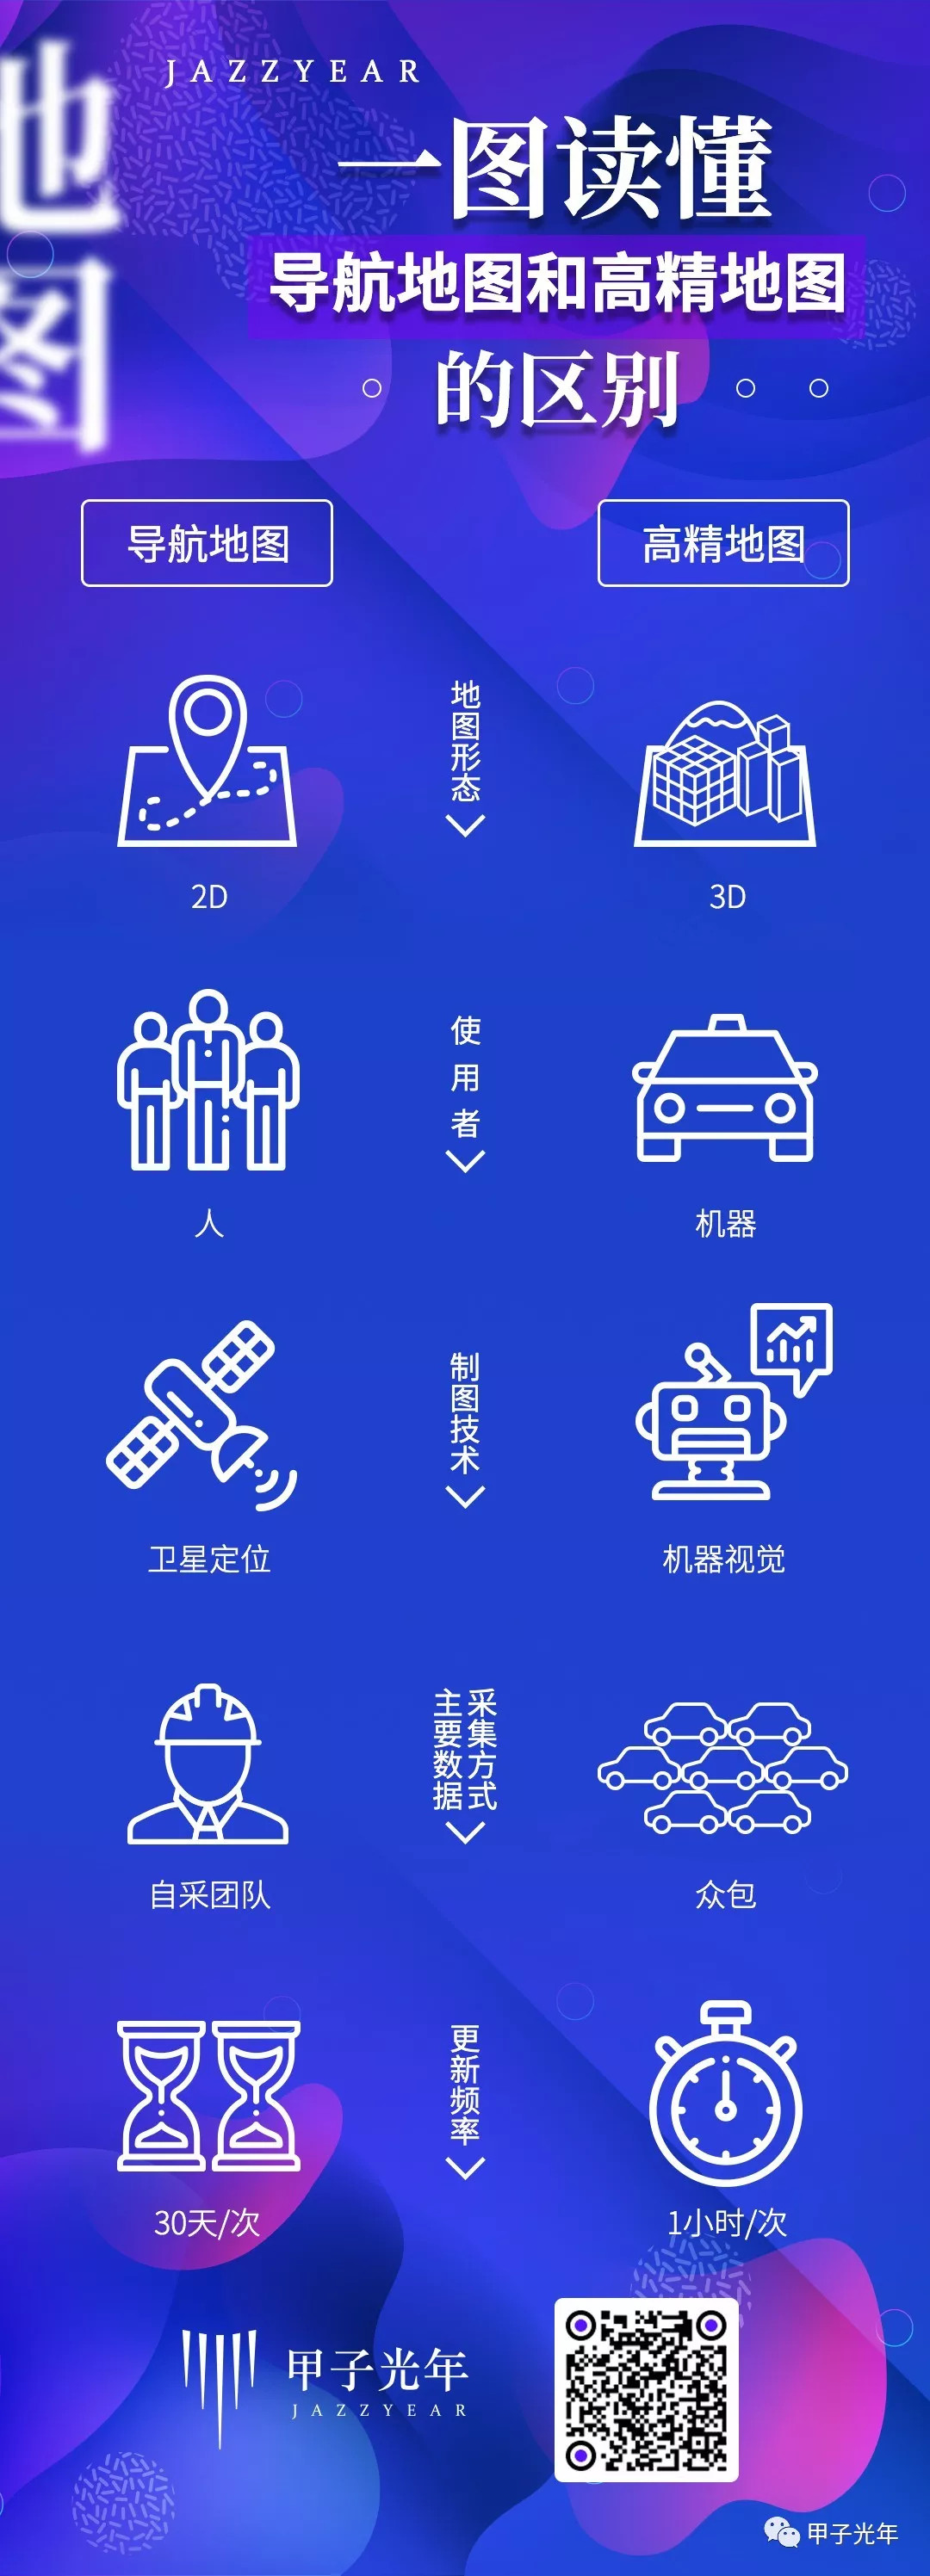 地图
JAZZYEAR
一图读懂
导航地图和高精地图
的区别
导航地图
高精地图
地图形态
2D
3D
使用者
人
机器
制图技术
卫星定位
机器视觉
主要数据
采集方式
自采团队
众包
更新频率
30天/次
1小时/次
甲子光年
JAZZYEAR
甲子光年